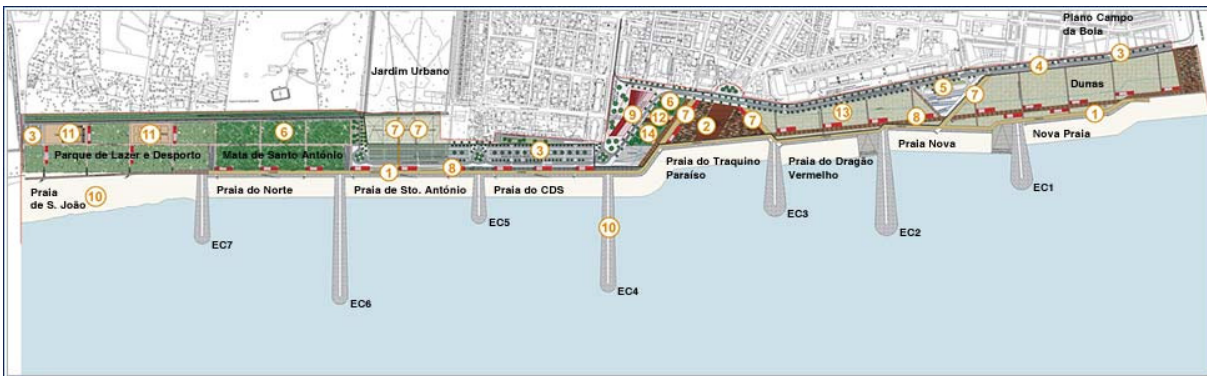 Plano Campo
da Bola
Jardim Urbano
3
4
Dunas
5
7
6
9
12
13
3
11
11
6
7
7
14
7
2
7
8
1
Parque de Lazer e Desporto
Mata de Santo António
3
1
8
Praia
de S. João
10
Praia do Norte
Praia de Sto. António
Praia do CDS
Praia do Traquino
Paraíso
Praia do Dragão
Vermelho
Praia Nova
Nova Praia
EC1
EC7
EC5
EC3
10
EC2
EC6
EC4